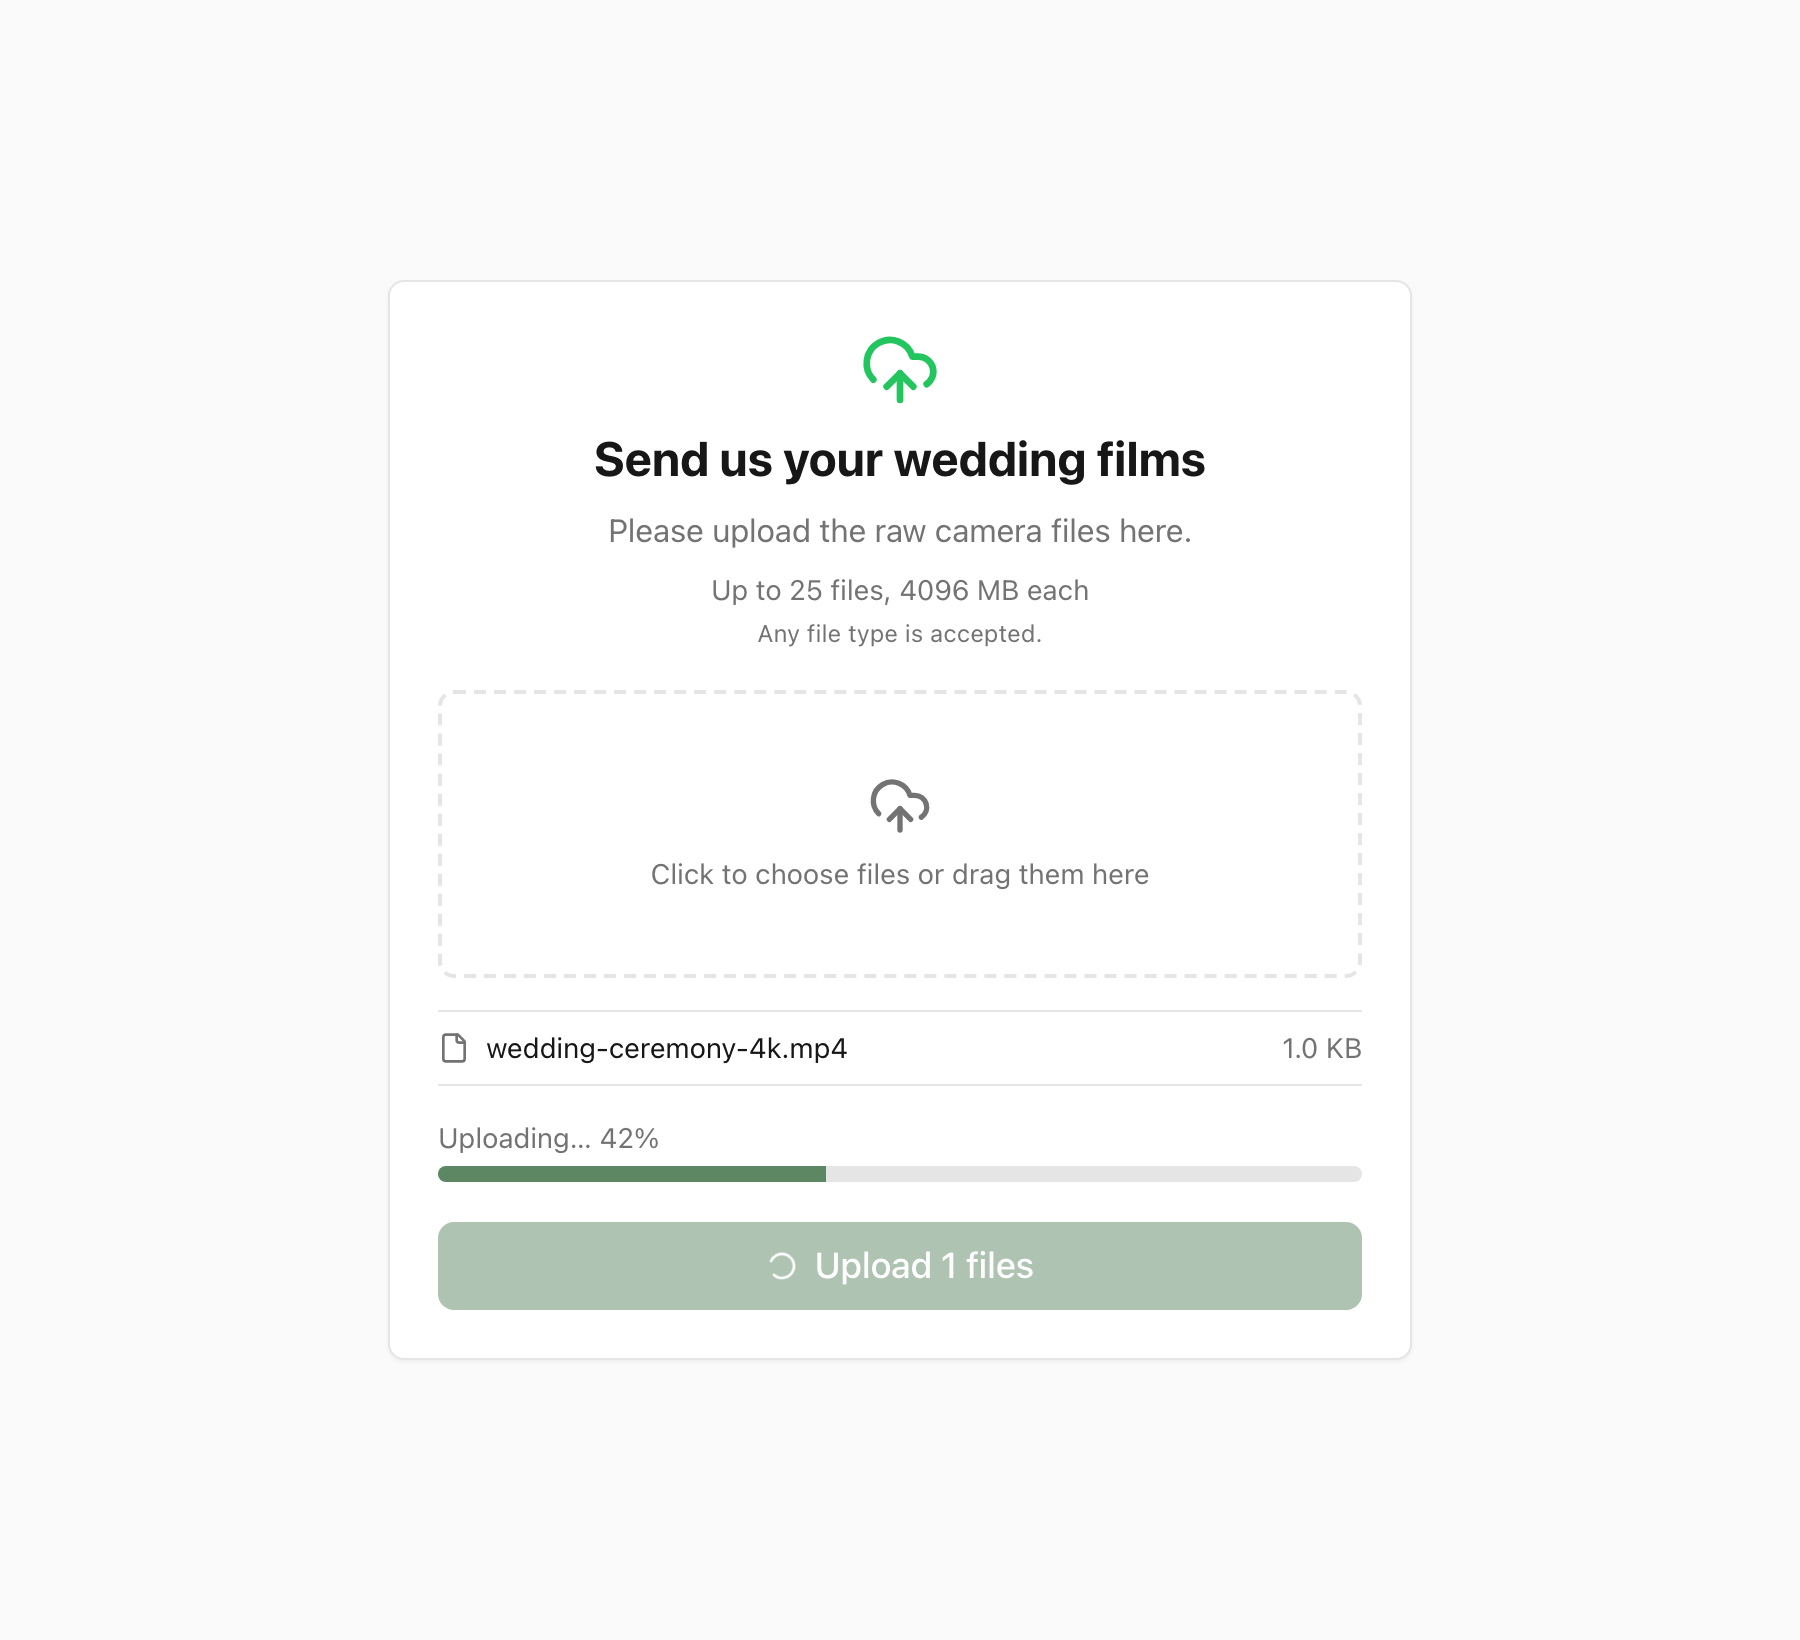 Send us your wedding films
Please upload the raw camera files here.
Up to 25 files, 4096 MB each
Any file type is accepted.
Click to choose files or drag them here
wedding-ceremony-4k.mp4 1.0 KB
Uploading... 42%
Upload 1 files